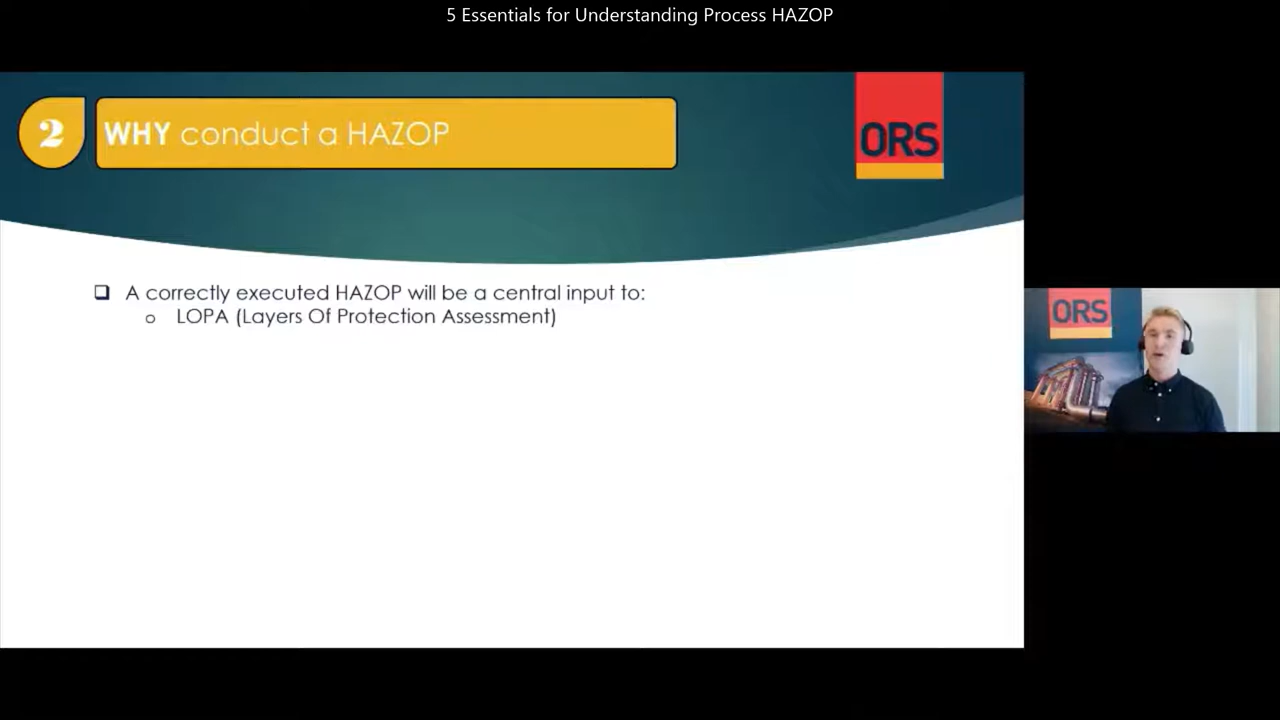 5 Essentials for Understanding Process HAZOP
2
WHY conduct a HAZOP
ORS
A correctly executed HAZOP will be a central input to:
LOPA (Layers Of Protection Assessment)
ORS